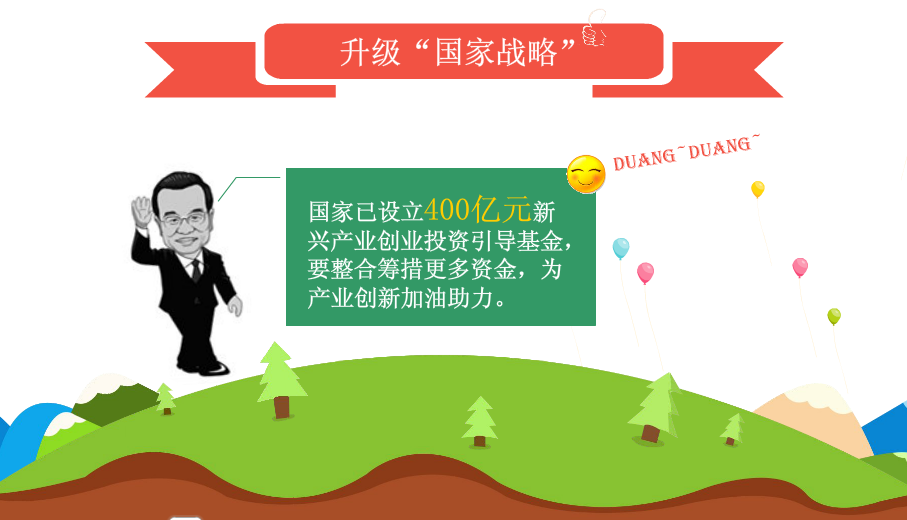 升级“国家战略”
DUANG~DUANG~
国家已设立400亿元新
兴产业创业投资引导基金，
要整合筹措更多资金，为
产业创新加油助力。